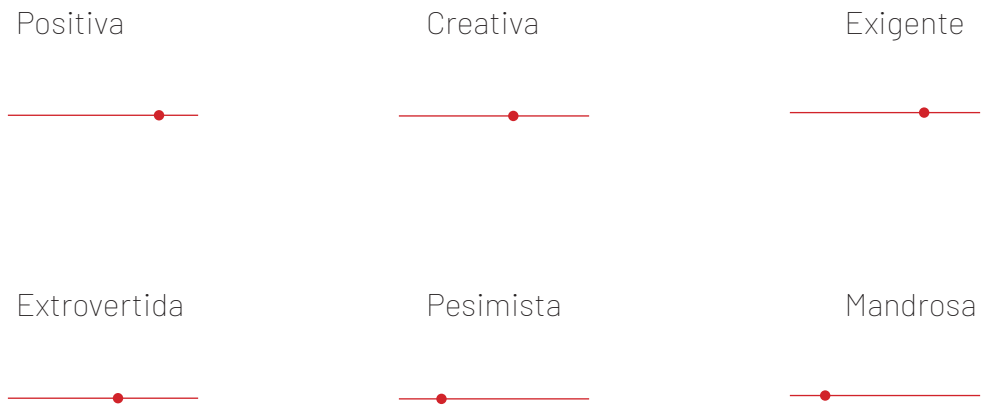 Positiva
Creativa
Exigente
Extrovertida
Pesimista
Mandrosa